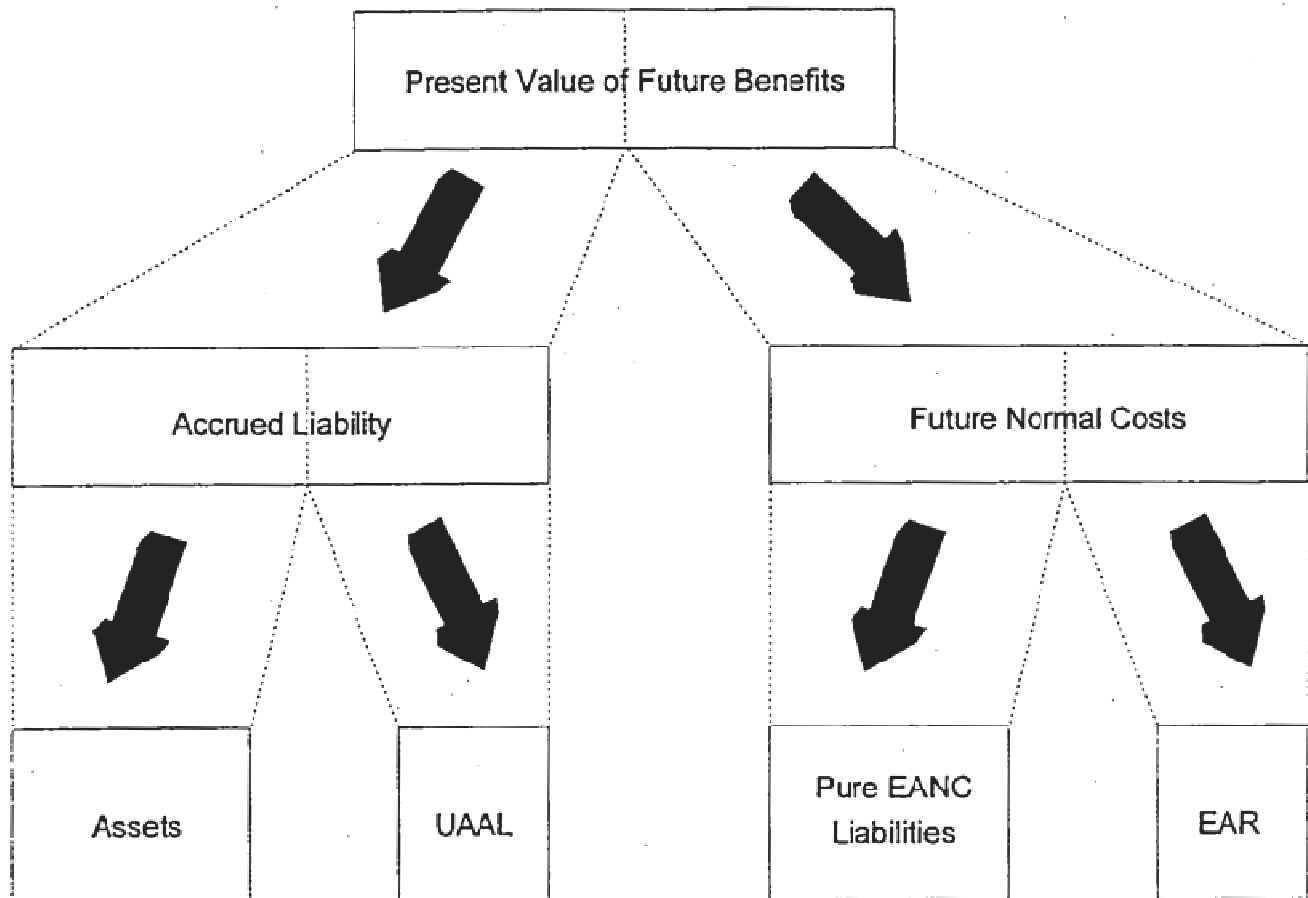 Present Value of Future Benefits
Accrued Liability
Future Normal Costs
Assets
UAAL
Pure EANC
Liabilities
EAR